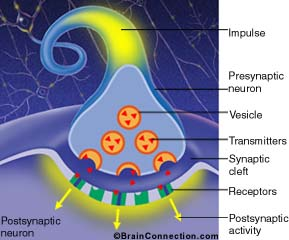 Impulse
Presynaptic
neuron
Vesicle
Transmitters
Synaptic
cleft
Receptors
Postsynaptic
activity
Postsynaptic
neuron
©BrainConnection.com